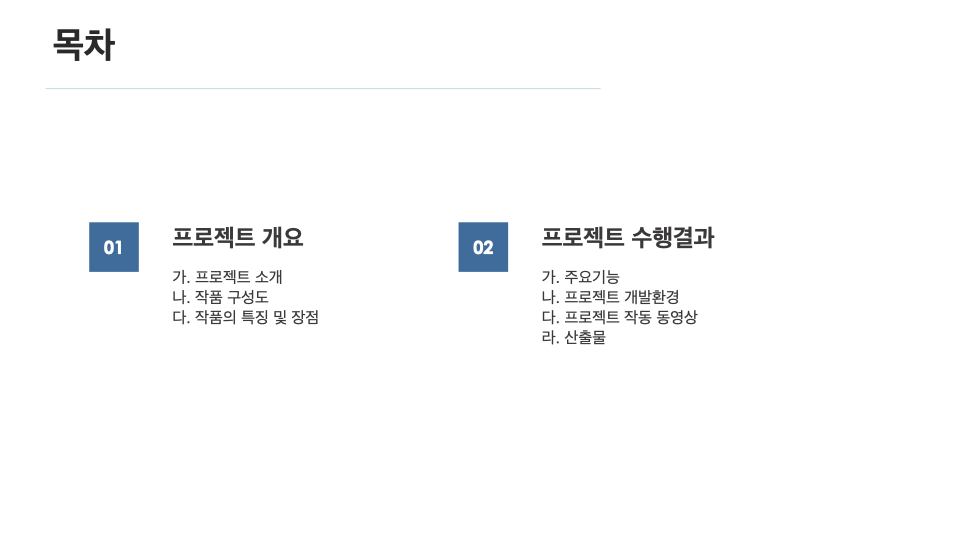 목차
01
프로젝트 개요
가. 프로젝트 소개
나. 작품 구성도
다. 작품의 특징 및 장점
02
프로젝트 수행결과
가. 주요기능
나. 프로젝트 개발환경
다. 프로젝트 작동 동영상
라. 산출물